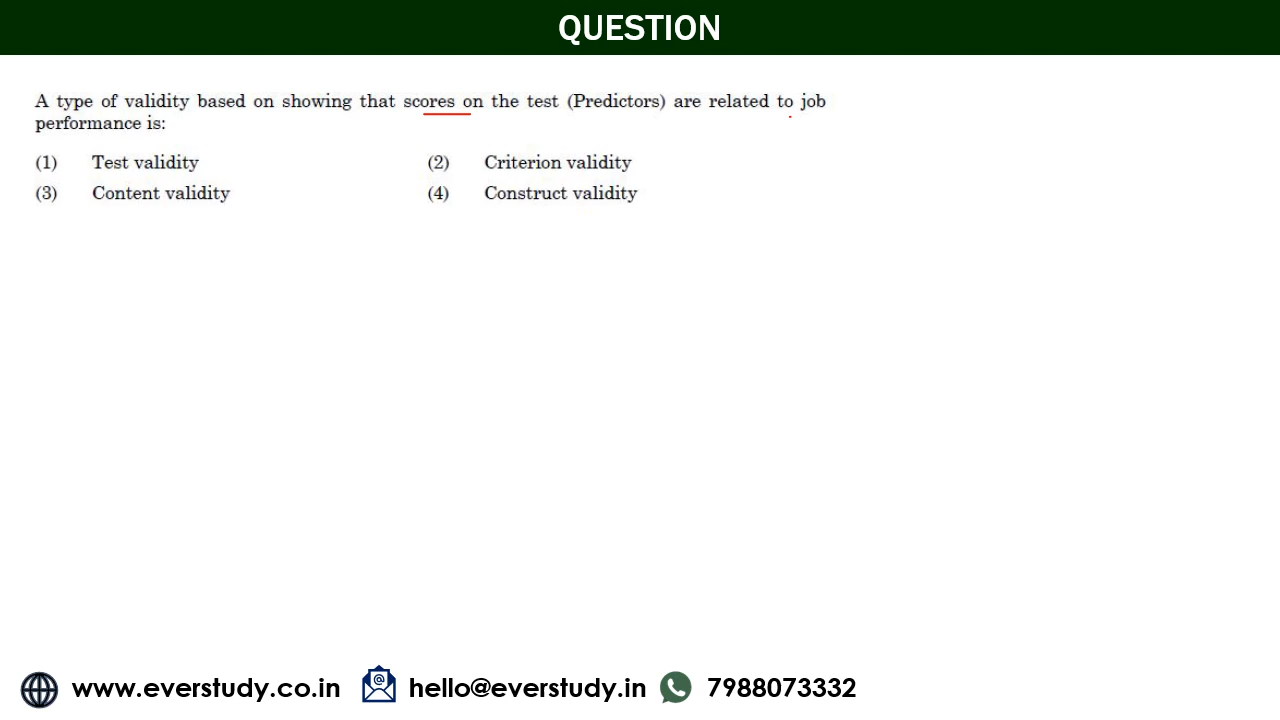 QUESTION
A type of validity based on showing that scores on the test (Predictors) are related to job
performance is:
(1) Test validity (2) Criterion validity
(3) Content validity (4) Construct validity
www.everstudy.co.in hello@everstudy.in 7988073332